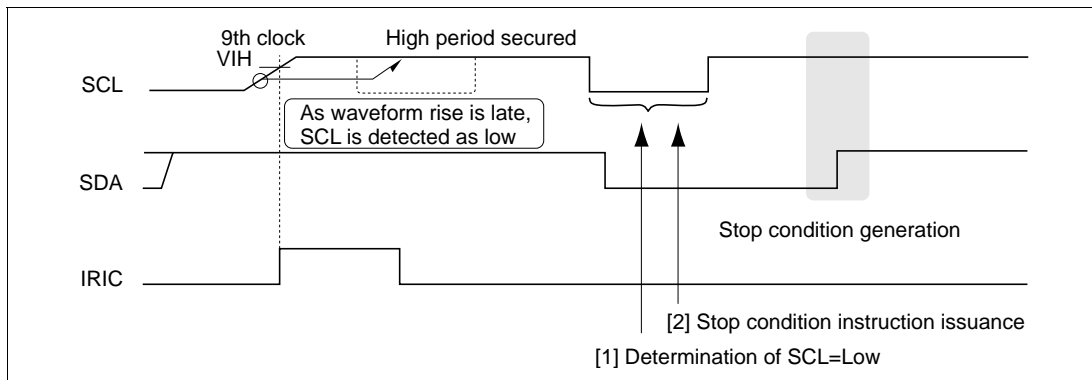 9th clock
VIH
High period secured
SCL
As waveform rise is late,
SCL is detected as low
SDA
Stop condition generation
IRIC
[2] Stop condition instruction issuance
[1] Determination of SCL=Low